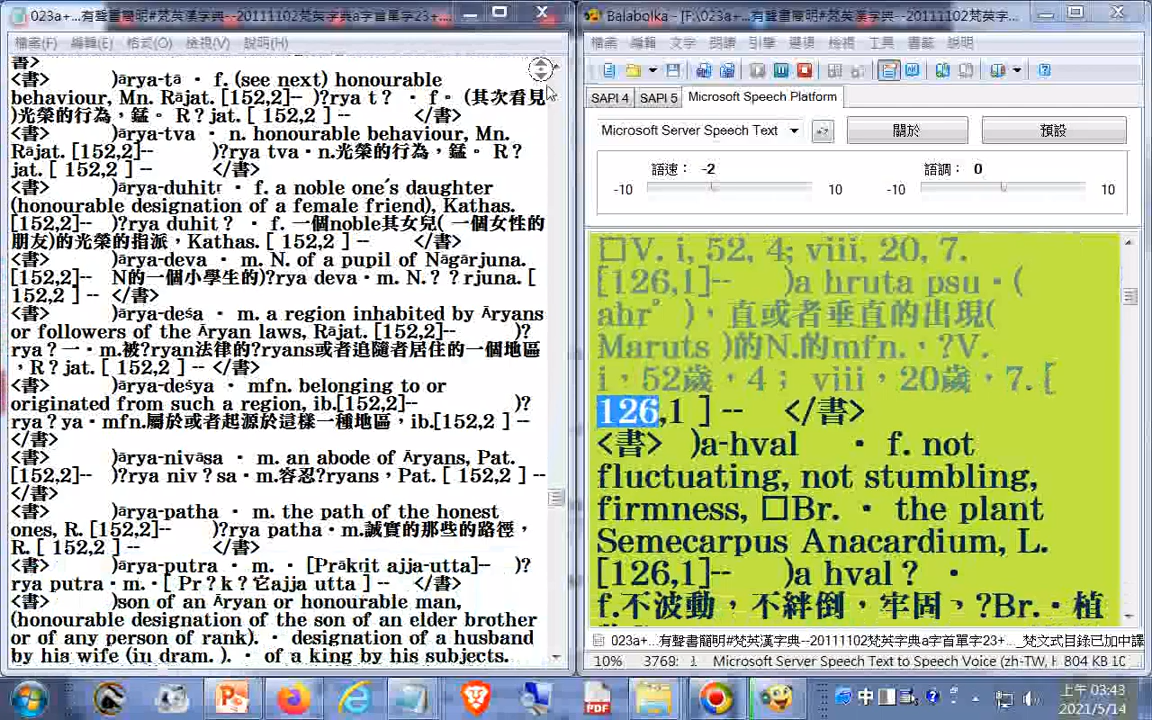 023a+...有聲書簡明#梵英漢字典--20111102梵英字典a字首單字23+...
檔案(F) 編輯(E) 格式(O) 檢視(V) 說明(H)
書>
<書> )ārya-tā · f. (see next) honourable
behaviour, Mn. Rājat. [152,2]-- )?rya t？ · f。 (其次看見
)光榮的行為，錳。 R？jat. [ 152,2 ] -- </書>
<書> )ārya-tva · n. honourable behaviour, Mn.
Rājat. [152,2]-- )?rya tva·n.光榮的行為，錳。 R？
jat. [ 152,2 ] -- </書>
<書> )ārya-duhitṛ · f. a noble one's daughter
(honourable designation of a female friend), Kathas.
[152,2]-- )?rya duhit？ · f. 一個noble其女兒( 一個女性的
朋友)的光榮的指派，Kathas. [ 152,2 ] -- </書>
<書> )ārya-deva · m. N. of a pupil of Nāgārjuna.
[152,2]-- N的一個小學生的)?rya deva·m. N.？？rjuna. [
152,2 ] -- </書>
<書> )ārya-deśa · m. a region inhabited by Āryans
or followers of the Āryan laws, Rājat. [152,2]-- )?
rya？一·m.被?ryan法律的?ryans或者追隨者居住的一個地區
，R？jat. [ 152,2 ] -- </書>
<書> )ārya-deśya · mfn. belonging to or
originated from such a region, ib.[152,2]-- )?
rya？ya·mfn.屬於或者起源於這樣一種地區，ib.[ 152,2 ] --
</書>
<書> )ārya-nivāsa · m. an abode of Āryans, Pat.
[152,2]-- )?rya niv？sa·m.容忍?ryans，Pat. [ 152,2 ] --
</書>
<書> )ārya-patha · m. the path of the honest
ones, R. [152,2]-- )?rya patha·m.誠實的那些的路徑，
R. [ 152,2 ] -- </書>
<書> )ārya-putra · m. · [Prākṛit ajja-utta]-- )?
rya putra·m.·[ Pr？k？它ajja utta ] -- </書>
<書> )son of an Āryan or honourable man,
(honourable designation of the son of an elder brother
or of any person of rank). · designation of a husband
by his wife (in dram. ). · of a king by his subjects.
Balabolka - [F:\023a+...有聲書簡明#梵英漢字典--20111102梵英字...
檔案 編輯 文字 朗讀 引擎 選項 檢視 工具 書籤 說明
SAPI 4 SAPI 5 Microsoft Speech Platform
Microsoft Server Speech Text 關於 預設
語速： -2 語調： 0
-10 10 -10 10
□V. i, 52, 4; viii, 20, 7.
[126,1]-- )a hruta psu·(
ahr° )，直或者垂直的出現(
Maruts )的N.的mfn.，?V.
i，52歲，4； viii，20歲，7. [
126,1 ] -- </書>
<書> )a-hval · f. not
fluctuating, not stumbling,
firmness, □Br. · the plant
Semecarpus Anacardium, L.
[126,1]-- )a hval？ ·
f.不波動，不絆倒，牢固，?Br.·植
023a+...有聲書簡明#梵英漢字典--20111102梵英字典a字首單字23+..._梵文式目錄已加中譯
10% 3769: 1 Microsoft Server Speech Text to Speech Voice (zh-TW, H 804 KB 10
中
上午 03:43
2021/5/14